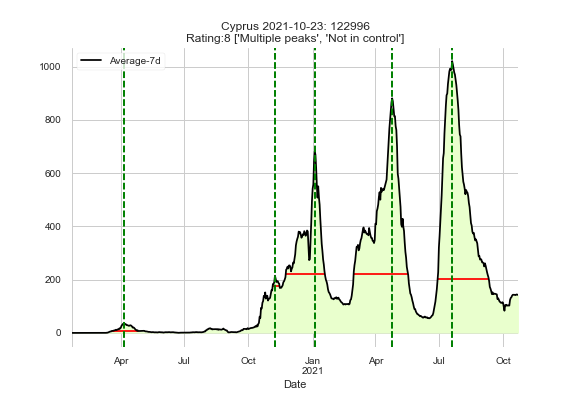 Cyprus 2021-10-23: 122996
Rating:8 ['Multiple peaks', 'Not in control']
Average-7d
1000
800
600
400
200
0
Apr Jul Oct Jan Apr Jul Oct
2021
Date